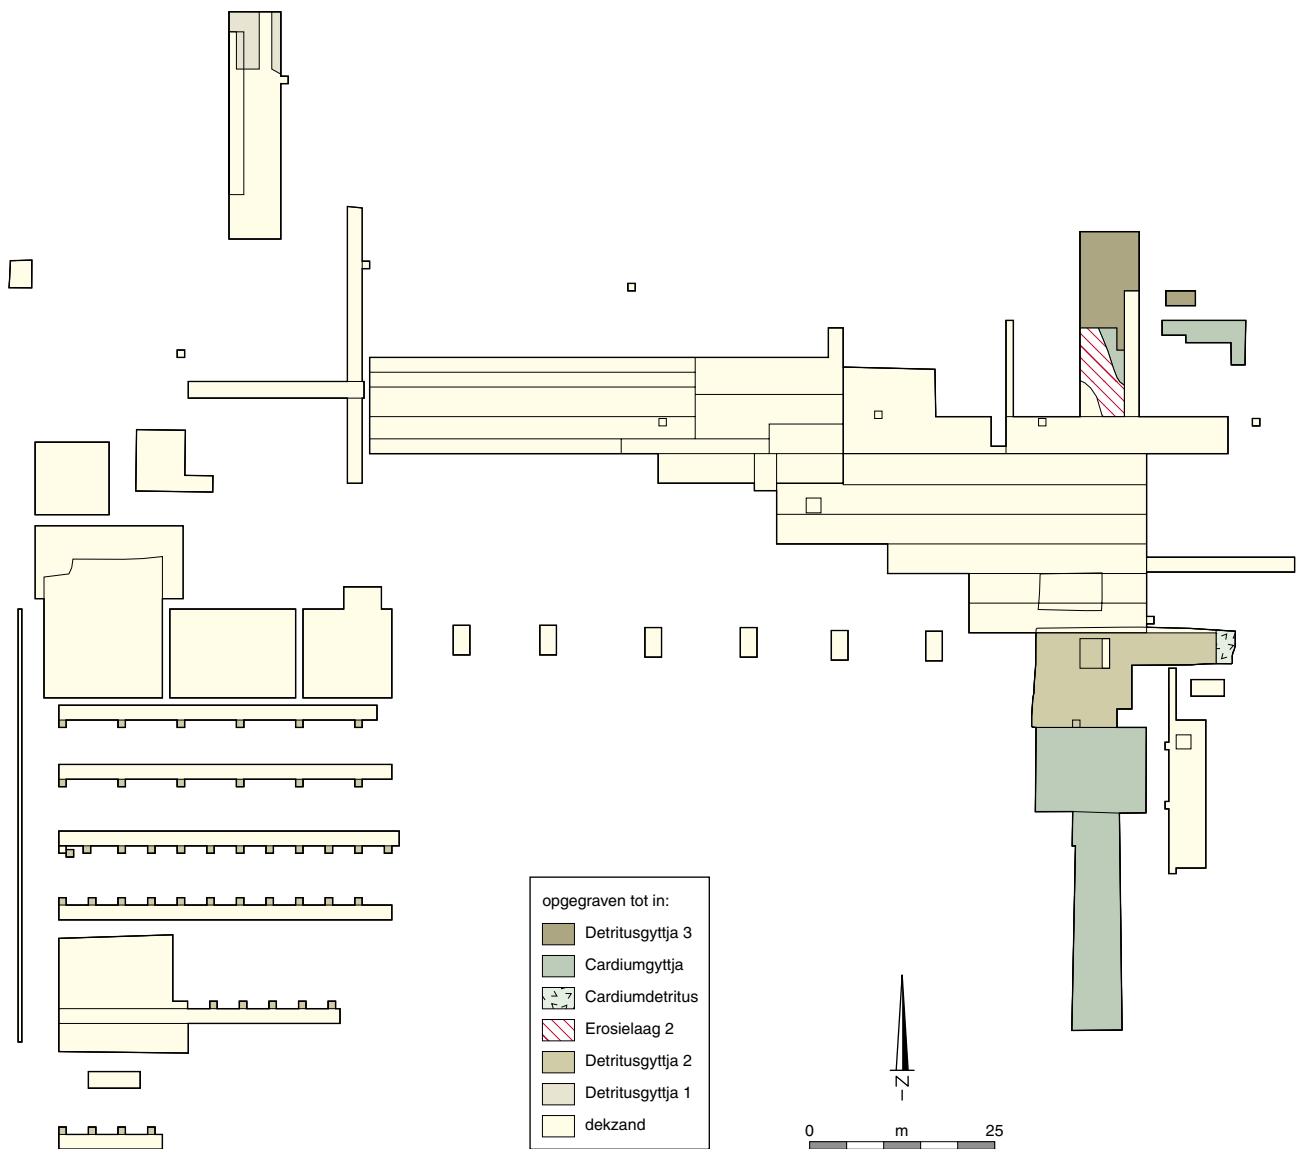 opgegraven tot in:
Detritusgyttja 3
Cardiumgyttja
Cardiumdetritus
Erosielaag 2
Detritusgyttja 2
Detritusgyttja 1
dekzand
N
0 m 25